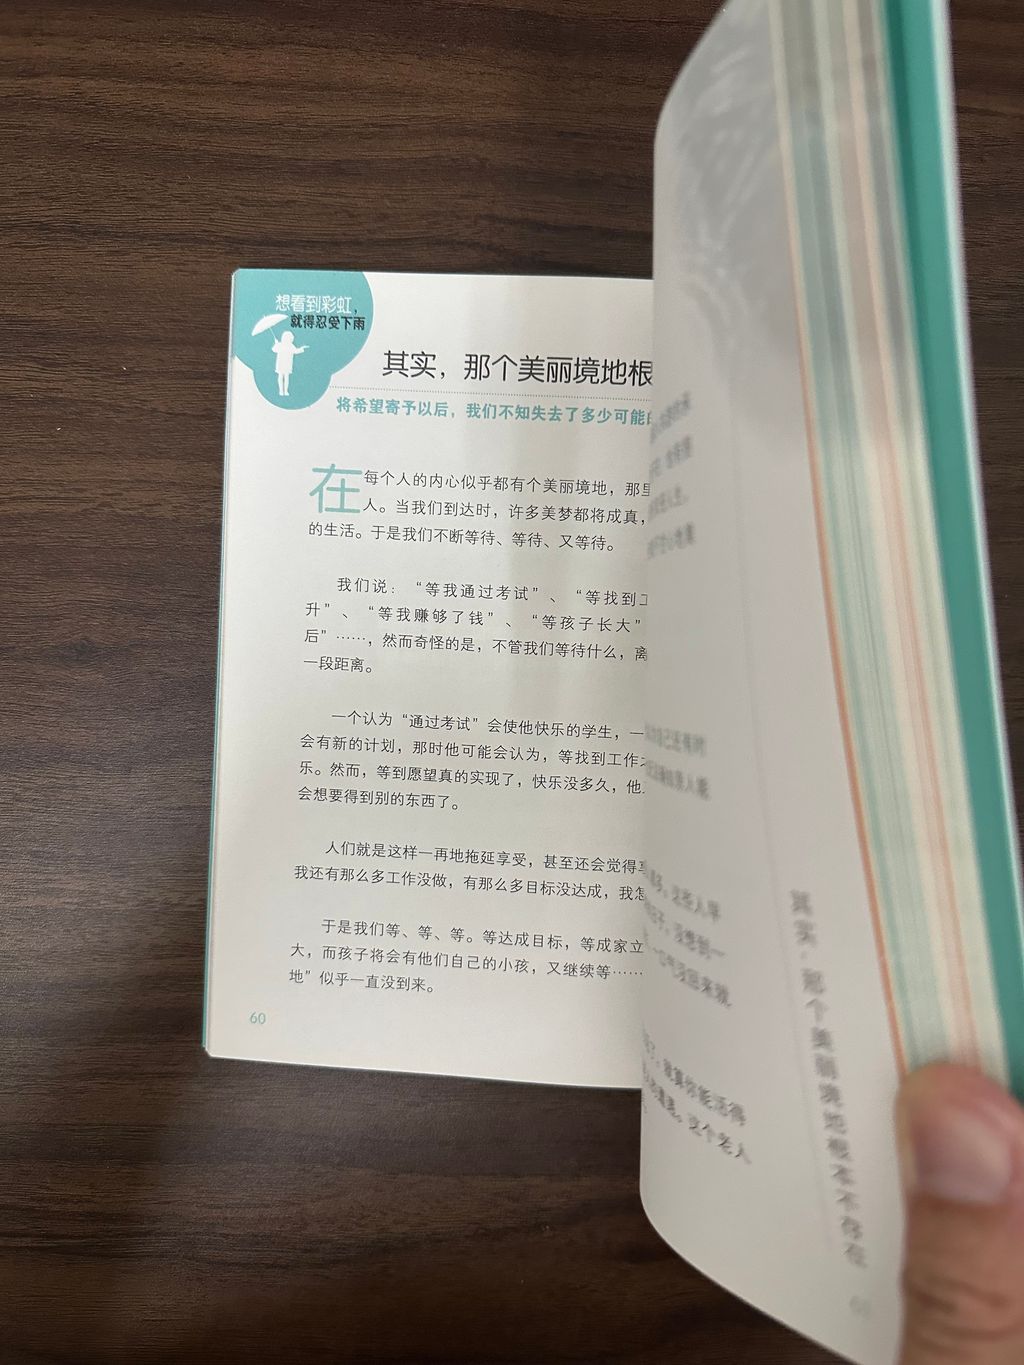 想看到彩虹，
就得忍受下雨
其实，那个美丽境地根
将希望寄予以后，我们不知失去了多少可能
在每个人的内心似乎都有个美丽境地，那里
人。当我们到达时，许多美梦都将成真，
的生活。于是我们不断等待、等待、又等待。
我们说：“等我通过考试”、“等找到工
升”、“等我赚够了钱”、“等孩子长大”
后”……，然而奇怪的是，不管我们等待什么，离
一段距离。
一个认为“通过考试”会使他快乐的学生，一
会有新的计划，那时他可能会认为，等找到工作
乐。然而，等到愿望真的实现了，快乐没多久，他
会想要得到别的东西了。
人们就是这样一再地拖延享受，甚至还会觉得
我还有那么多工作没做，有那么多目标没达成，我怎
于是我们等、等、等。等达成目标，等成家立
大，而孩子将会有他们自己的小孩，又继续等……
地”似乎一直没到来。
60
就算你能活得
这个老人
其实，那个美丽境地根本不存在